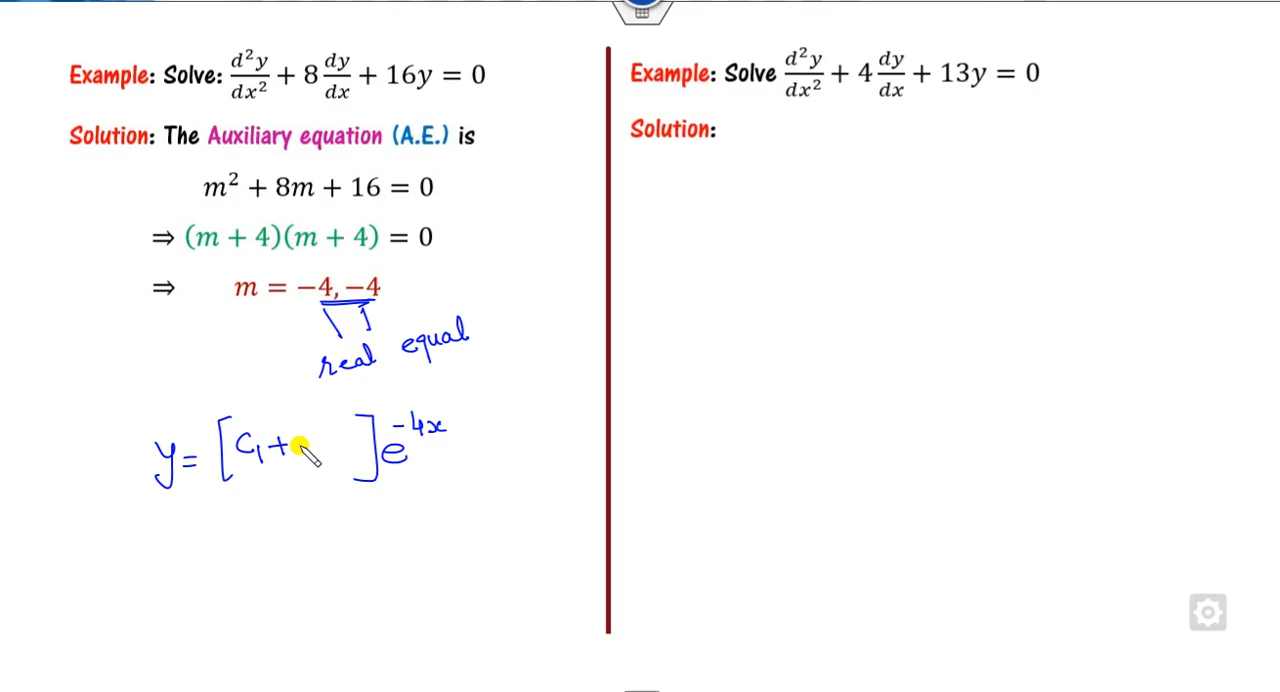 Example: Solve: d²y/dx² + 8 dy/dx + 16y = 0
Solution: The Auxiliary equation (A.E.) is
m² + 8m + 16 = 0
⇒ (m + 4)(m + 4) = 0
⇒ m = −4, −4
real equal
y = [C₁ + ] e^{−4x}
Example: Solve d²y/dx² + 4 dy/dx + 13y = 0
Solution: